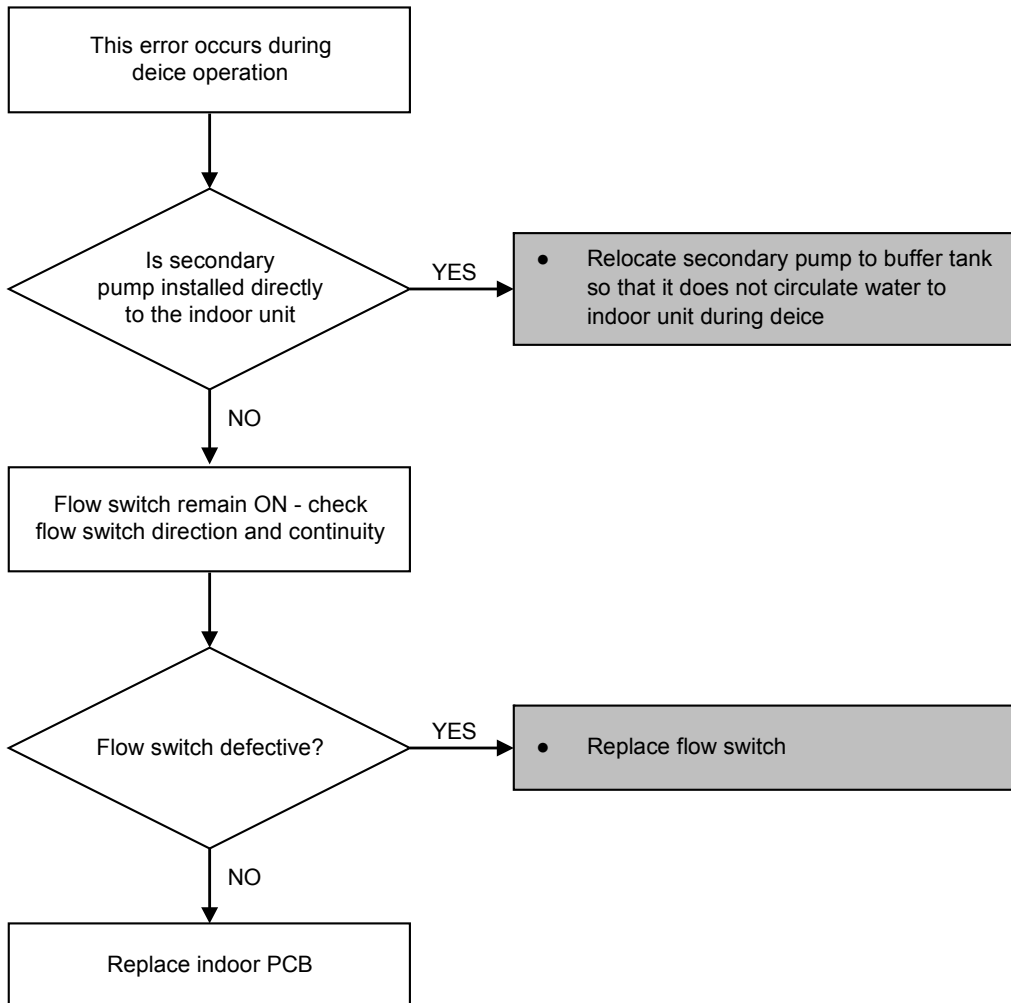 This error occurs during
deice operation
Is secondary
pump installed directly
to the indoor unit
YES
● Relocate secondary pump to buffer tank
so that it does not circulate water to
indoor unit during deice
NO
Flow switch remain ON - check
flow switch direction and continuity
Flow switch defective?
YES
● Replace flow switch
NO
Replace indoor PCB